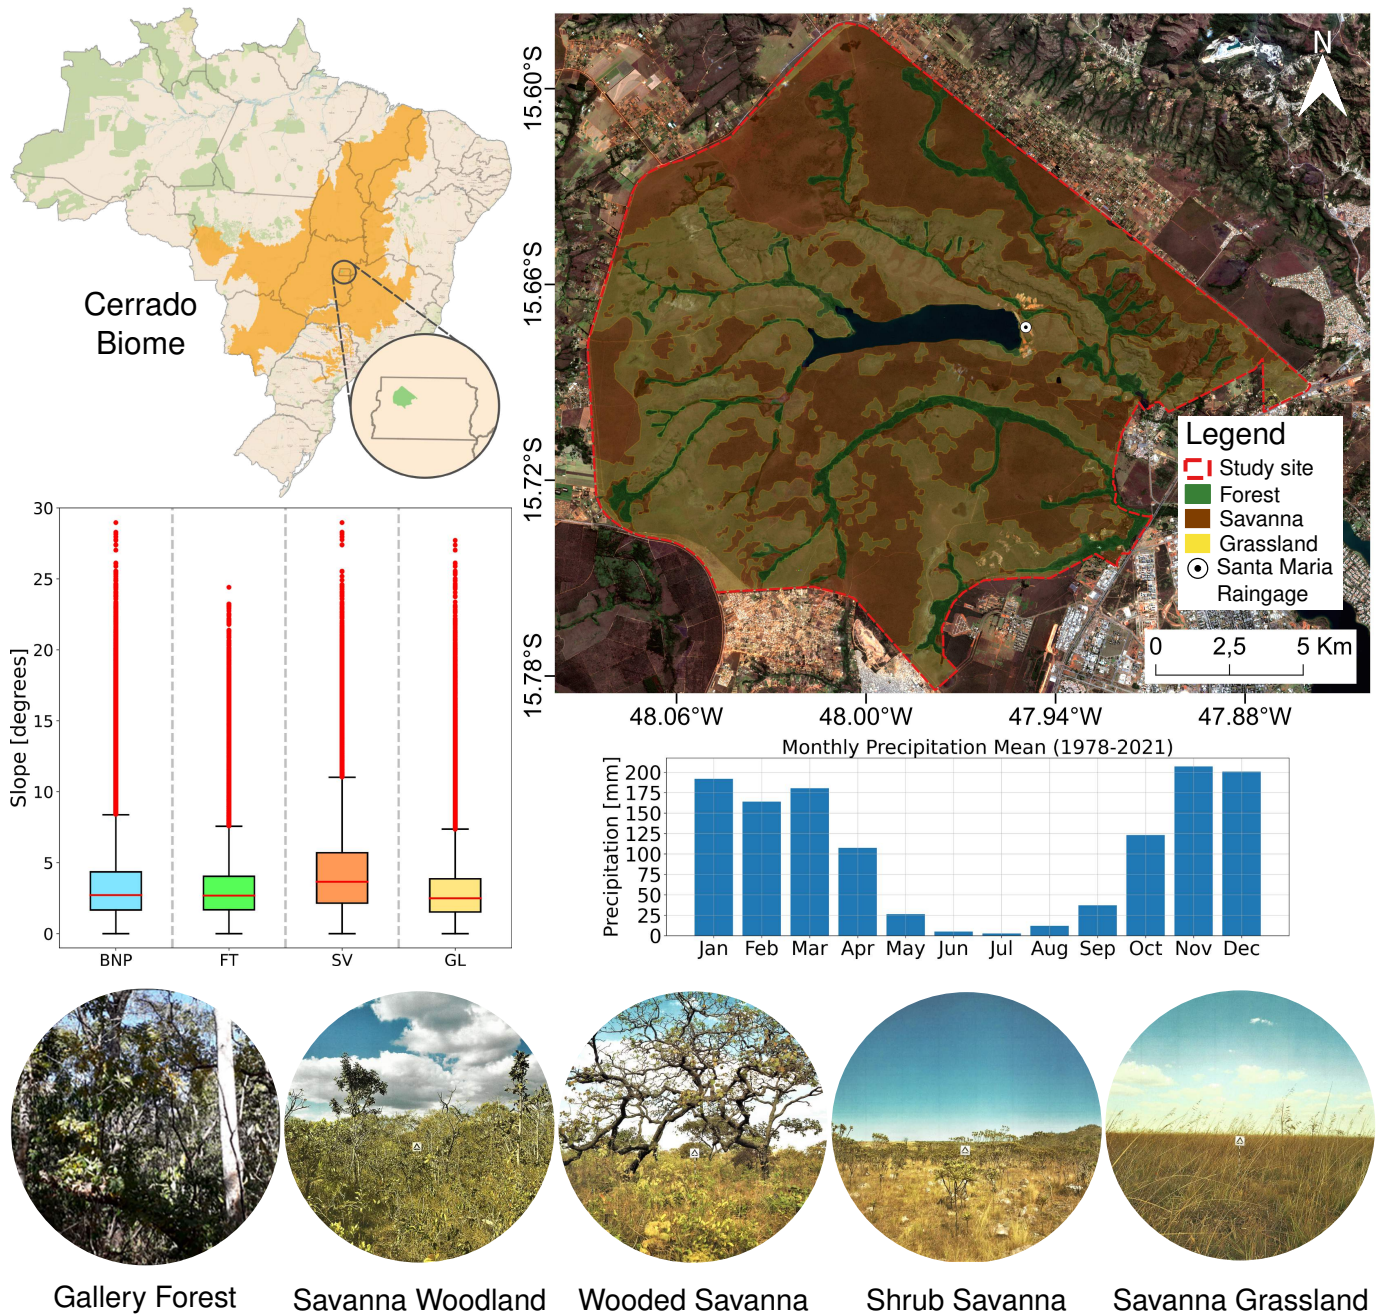 Cerrado
Biome
15.60°S
15.66°S
15.72°S
15.78°S
N
Legend
Study site
Forest
Savanna
Grassland
Santa Maria
Raingage
0 2,5 5 Km
48.06°W 48.00°W 47.94°W 47.88°W
Slope [degrees]
30
25
20
15
10
5
0
BNP FT SV GL
Monthly Precipitation Mean (1978-2021)
Precipitation [mm]
200
175
150
125
100
75
50
25
0
Jan Feb Mar Apr May Jun Jul Aug Sep Oct Nov Dec
Gallery Forest Savanna Woodland Wooded Savanna Shrub Savanna Savanna Grassland